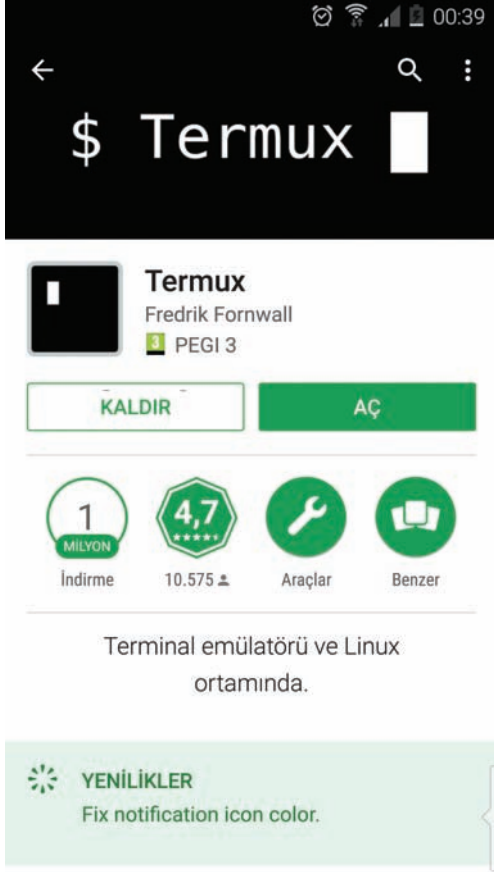 00:39
$ Termux
Termux
Fredrik Fornwall
3 PEGI 3
KALDIR AÇ
1 4,7
MİLYON
İndirme 10.575 Araçlar Benzer
Terminal emülatörü ve Linux
ortamında.
YENİLİKLER
Fix notification icon color.